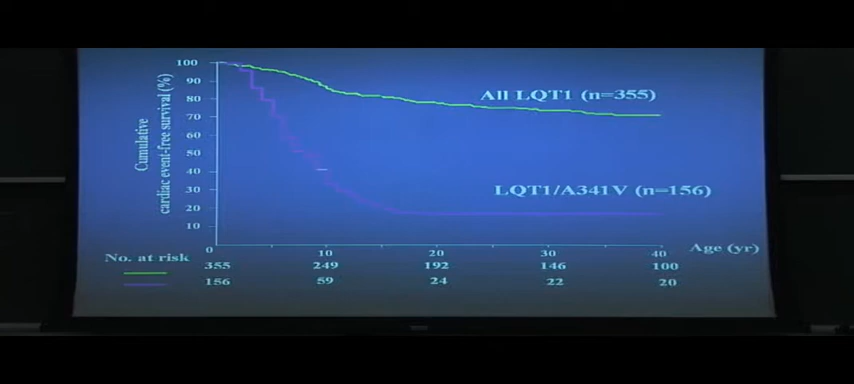 100
90
80
70
60
50
40
30
20
10
0
Cumulative
cardiac event-free survival (%)
All LQT1 (n=355)
LQT1/A341V (n=156)
10 20 30 40 Age (yr)
No. at risk
355 249 192 146 100
156 59 24 22 20